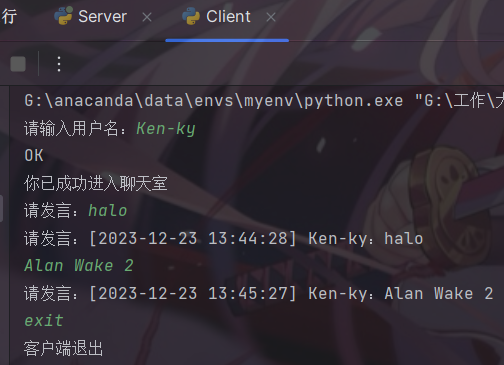 行 Server × Client ×
G:\anacanda\data\envs\myenv\python.exe "G:\工作\
请输入用户名：Ken-ky
OK
你已成功进入聊天室
请发言：halo
请发言：[2023-12-23 13:44:28] Ken-ky：halo
Alan Wake 2
请发言：[2023-12-23 13:45:27] Ken-ky：Alan Wake 2
exit
客户端退出